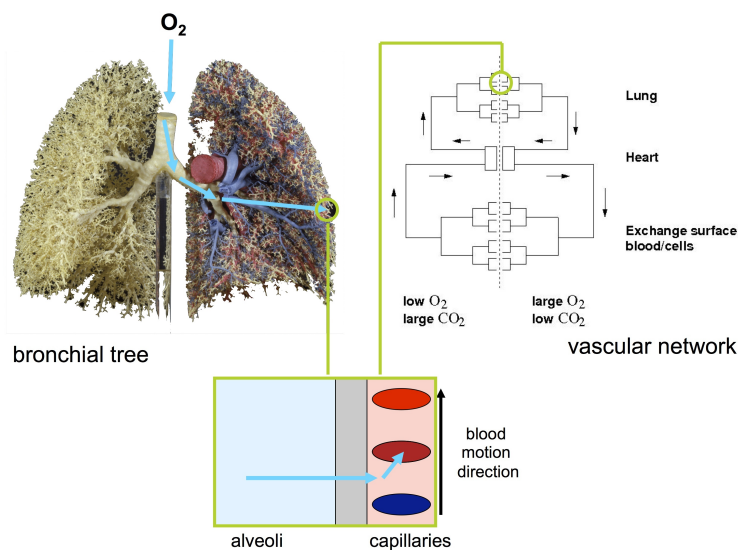 O2
Lung
Heart
Exchange surface
blood/cells
low O2
large CO2
large O2
low CO2
bronchial tree
vascular network
blood
motion
direction
alveoli
capillaries